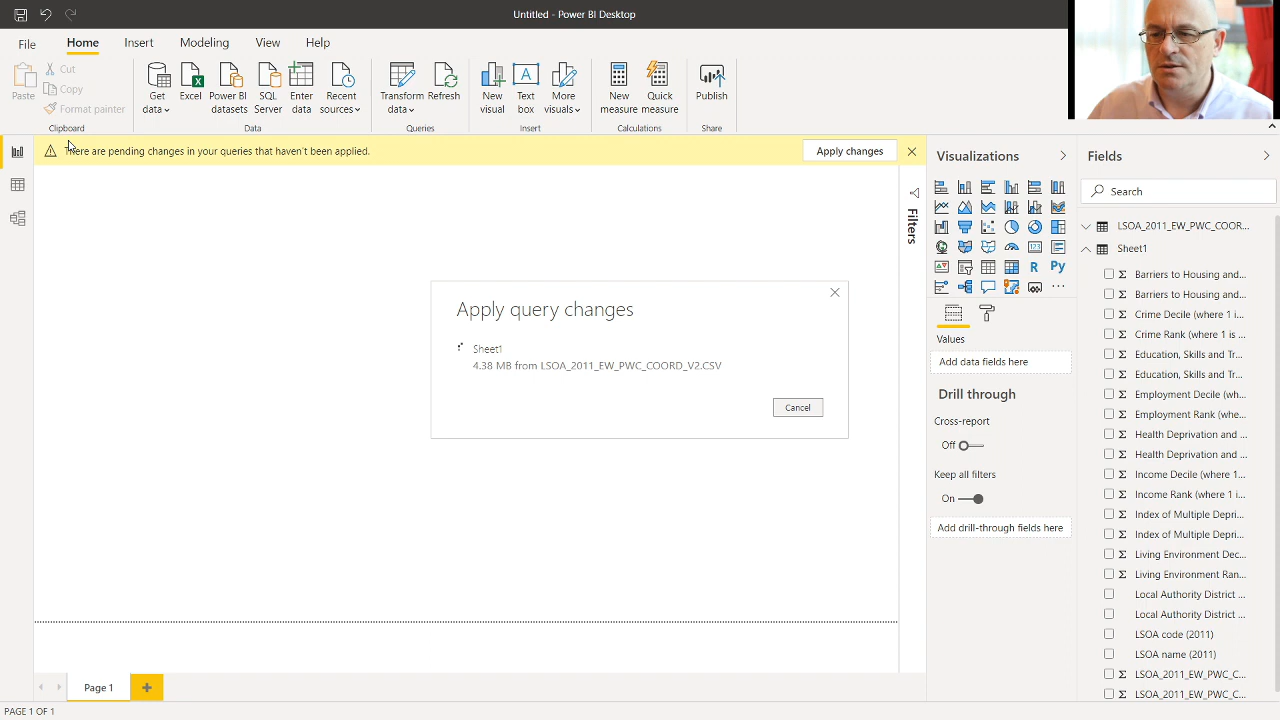 Untitled - Power BI Desktop
File
Home
Insert
Modeling
View
Help
Paste
Cut
Copy
Format painter
Clipboard
Get data
Excel
Power BI datasets
SQL Server
Enter data
Recent sources
Data
Transform data
Refresh
Queries
New visual
Text box
More visuals
Insert
New measure
Quick measure
Calculations
Publish
Share
There are pending changes in your queries that haven't been applied.
Apply changes
Filters
Apply query changes
Sheet1
4.38 MB from LSOA_2011_EW_PWC_COORD_V2.CSV
Cancel
Visualizations
R
Py
123
Values
Add data fields here
Drill through
Cross-report
Off
Keep all filters
On
Add drill-through fields here
Fields
Search
LSOA_2011_EW_PWC_COOR...
Sheet1
Barriers to Housing and...
Barriers to Housing and...
Crime Decile (where 1 i...
Crime Rank (where 1 is ...
Education, Skills and Tr...
Education, Skills and Tr...
Employment Decile (wh...
Employment Rank (whe...
Health Deprivation and ...
Health Deprivation and ...
Income Decile (where 1...
Income Rank (where 1 i...
Index of Multiple Depri...
Index of Multiple Depri...
Living Environment Dec...
Living Environment Ran...
Local Authority District ...
Local Authority District ...
LSOA code (2011)
LSOA name (2011)
LSOA_2011_EW_PWC_C...
LSOA_2011_EW_PWC_C...
Page 1
PAGE 1 OF 1